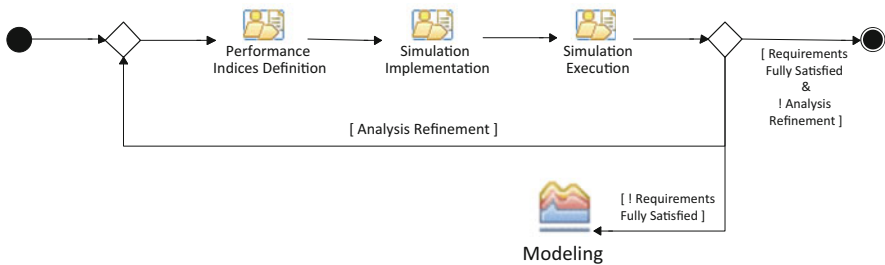 Performance
Indices Definition
Simulation
Implementation
Simulation
Execution
[ Requirements
Fully Satisfied
&
! Analysis
Refinement ]
[ Analysis Refinement ]
[ ! Requirements
Fully Satisfied ]
Modeling